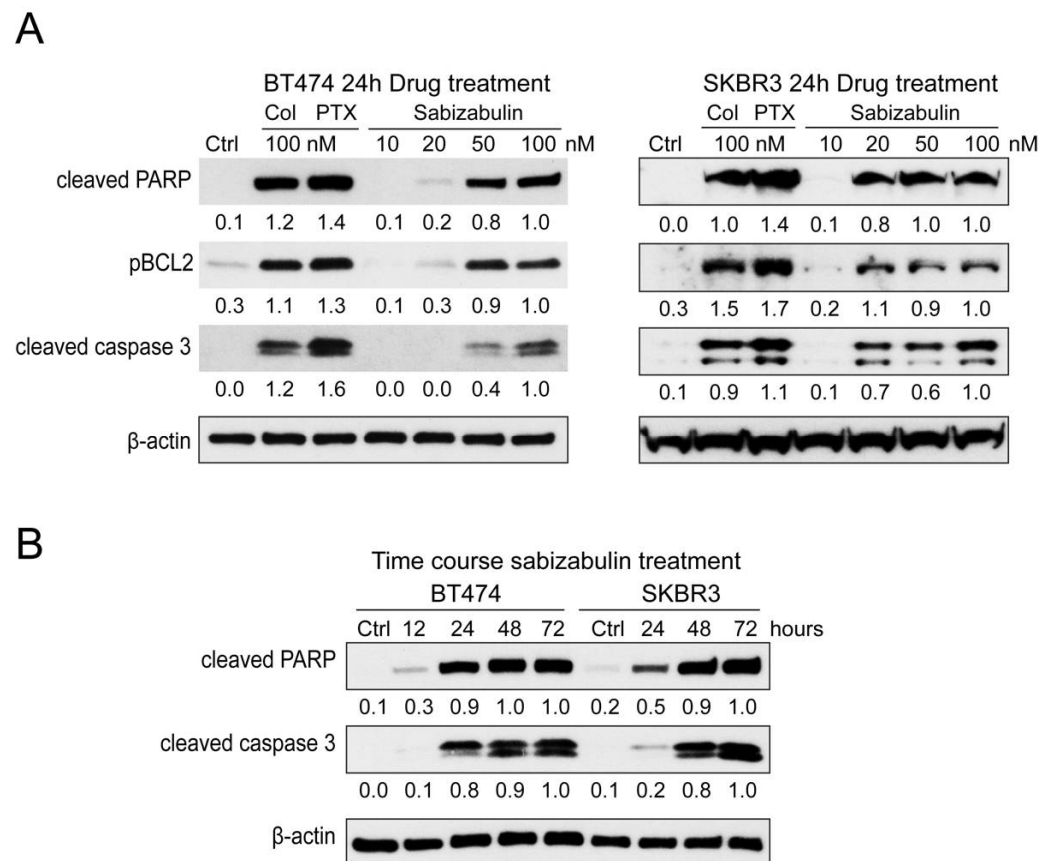 A
BT474 24h Drug treatment
Col PTX Sabizabulin
Ctrl 100 nM 10 20 50 100 nM
cleaved PARP
0.1 1.2 1.4 0.1 0.2 0.8 1.0
pBCL2
0.3 1.1 1.3 0.1 0.3 0.9 1.0
cleaved caspase 3
0.0 1.2 1.6 0.0 0.0 0.4 1.0
β-actin
SKBR3 24h Drug treatment
Col PTX Sabizabulin
Ctrl 100 nM 10 20 50 100 nM
0.0 1.0 1.4 0.1 0.8 1.0 1.0
0.3 1.5 1.7 0.2 1.1 0.9 1.0
0.1 0.9 1.1 0.1 0.7 0.6 1.0
B
Time course sabizabulin treatment
BT474 SKBR3
Ctrl 12 24 48 72 Ctrl 24 48 72 hours
cleaved PARP
0.1 0.3 0.9 1.0 1.0 0.2 0.5 0.9 1.0
cleaved caspase 3
0.0 0.1 0.8 0.9 1.0 0.1 0.2 0.8 1.0
β-actin